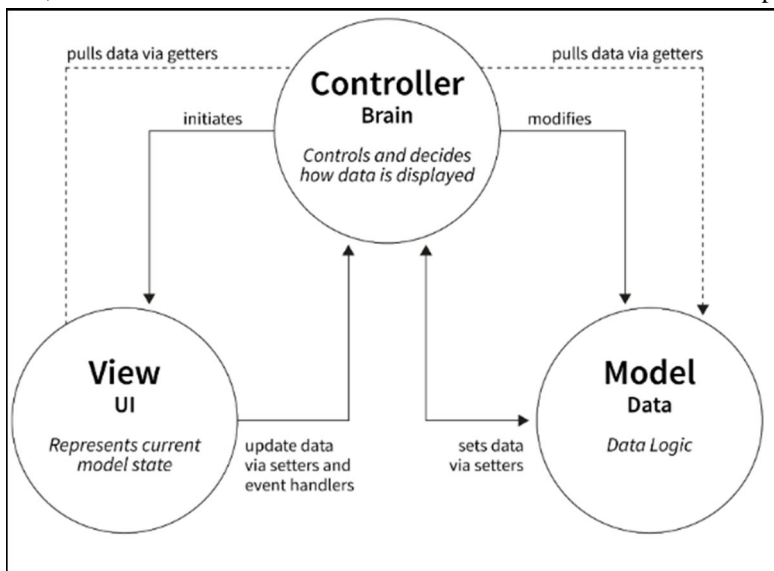 pulls data via getters
pulls data via getters
Controller
Brain
Controls and decides
how data is displayed
initiates
modifies
View
UI
Represents current
model state
update data
via setters and
event handlers
sets data
via setters
Model
Data
Data Logic